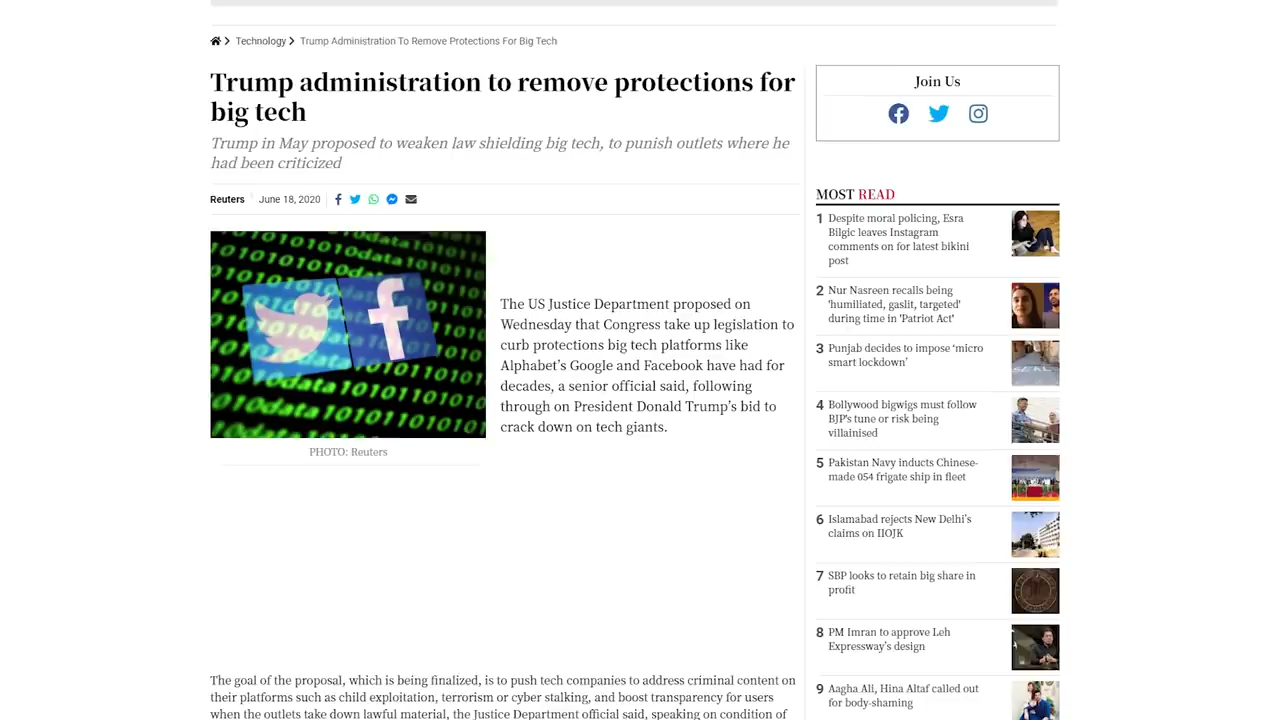 Technology
Trump Administration To Remove Protections For Big Tech
Trump administration to remove protections for
big tech
Trump in May proposed to weaken law shielding big tech, to punish outlets where he
had been criticized
Reuters
June 18, 2020
PHOTO: Reuters
The US Justice Department proposed on
Wednesday that Congress take up legislation to
curb protections big tech platforms like
Alphabet’s Google and Facebook have had for
decades, a senior official said, following
through on President Donald Trump’s bid to
crack down on tech giants.
The goal of the proposal, which is being finalized, is to push tech companies to address criminal content on
their platforms such as child exploitation, terrorism or cyber stalking, and boost transparency for users
when the outlets take down lawful material, the Justice Department official said, speaking on condition of
Join Us
MOST READ
1 Despite moral policing, Esra
Bilgic leaves Instagram
comments on for latest bikini
post
2 Nur Nasreen recalls being
'humiliated, gaslit, targeted'
during time in 'Patriot Act'
3 Punjab decides to impose ‘micro
smart lockdown’
4 Bollywood bigwigs must follow
BJP's tune or risk being
villainised
5 Pakistan Navy inducts Chinese-
made 054 frigate ship in fleet
6 Islamabad rejects New Delhi’s
claims on IIOJK
7 SBP looks to retain big share in
profit
8 PM Imran to approve Leh
Expressway’s design
9 Aagha Ali, Hina Altaf called out
for body-shaming